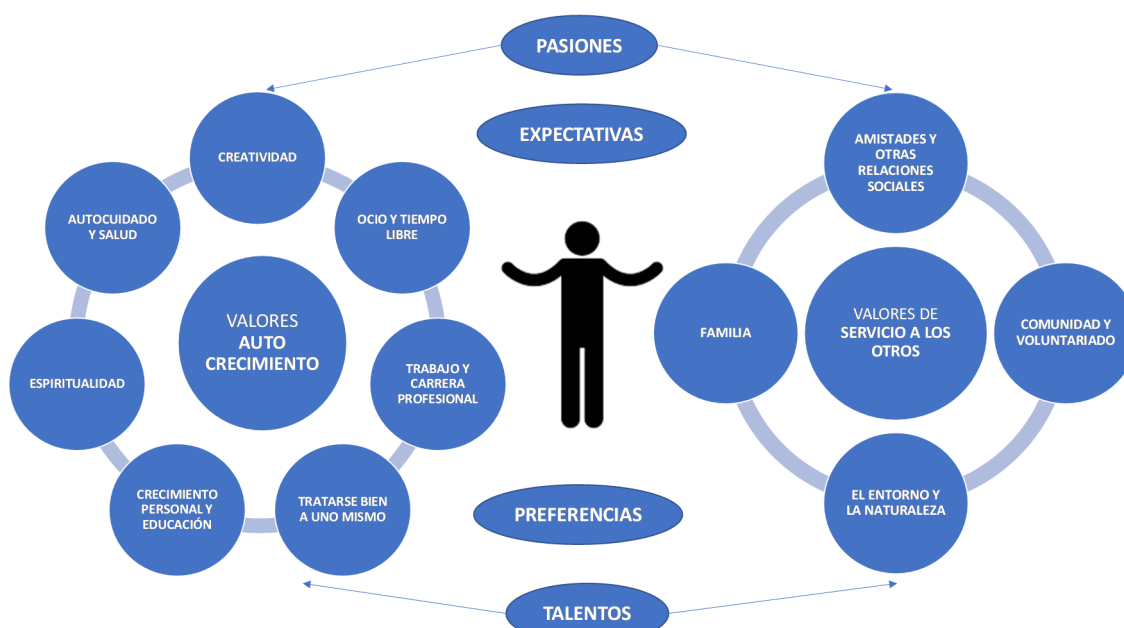 PASIONES
EXPECTATIVAS
CREATIVIDAD
AUTOCUIDADO
Y SALUD
OCIO Y TIEMPO
LIBRE
VALORES
AUTO
CRECIMIENTO
ESPIRITUALIDAD
TRABAJO Y
CARRERA
PROFESIONAL
CRECIMIENTO
PERSONAL Y
EDUCACIÓN
TRATARSE BIEN
A UNO MISMO
AMISTADES Y
OTRAS
RELACIONES
SOCIALES
FAMILIA
VALORES DE
SERVICIO A LOS
OTROS
COMUNIDAD Y
VOLUNTARIADO
EL ENTORNO Y
LA NATURALEZA
PREFERENCIAS
TALENTOS